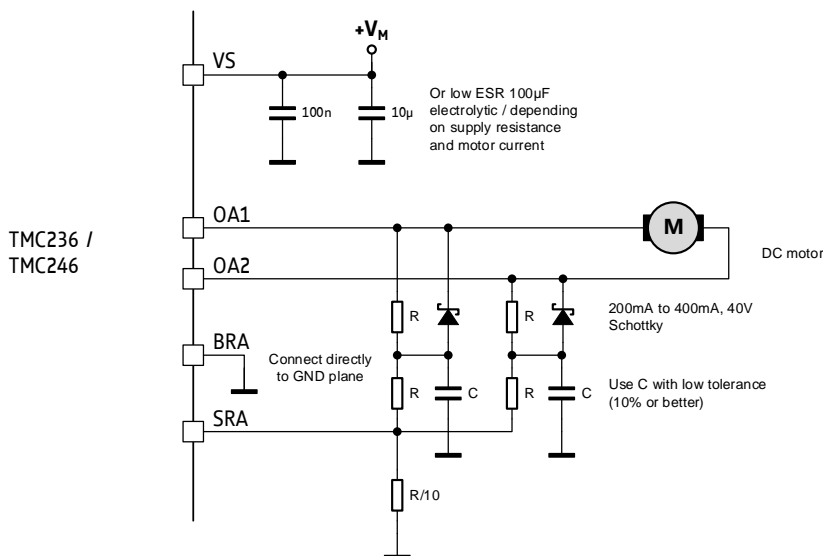 +VM
VS
100n
10µ
Or low ESR 100µF
electrolytic / depending
on supply resistance
and motor current
OA1
M
TMC236 /
TMC246
OA2
DC motor
R
R
200mA to 400mA, 40V
Schottky
BRA
Connect directly
to GND plane
R
C
R
C
Use C with low tolerance
(10% or better)
SRA
R/10